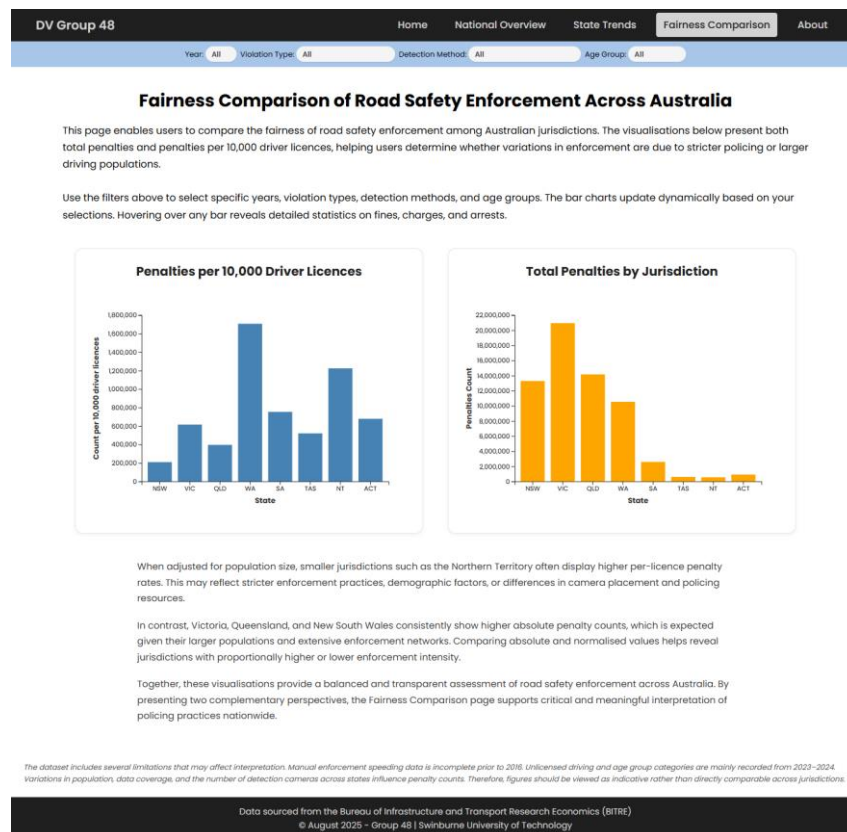 DV Group 48
Home National Overview State Trends Fairness Comparison About
Year: All Violation Type: All Detection Method: All Age Group: All
Fairness Comparison of Road Safety Enforcement Across Australia
This page enables users to compare the fairness of road safety enforcement among Australian jurisdictions. The visualisations below present both
total penalties and penalties per 10,000 driver licences, helping users determine whether variations in enforcement are due to stricter policing or larger
driving populations.
Use the filters above to select specific years, violation types, detection methods, and age groups. The bar charts update dynamically based on your
selections. Hovering over any bar reveals detailed statistics on fines, charges, and arrests.
Penalties per 10,000 Driver Licences
1,800,000
1,600,000
1,400,000
1,200,000
1,000,000
800,000
600,000
400,000
200,000
0
Count per 10,000 driver licences
NSW VIC QLD WA SA TAS NT ACT
State
Total Penalties by Jurisdiction
22,000,000
20,000,000
18,000,000
16,000,000
14,000,000
12,000,000
10,000,000
8,000,000
6,000,000
4,000,000
2,000,000
0
Penalties Count
NSW VIC QLD WA SA TAS NT ACT
State
When adjusted for population size, smaller jurisdictions such as the Northern Territory often display higher per-licence penalty
rates. This may reflect stricter enforcement practices, demographic factors, or differences in camera placement and policing
resources.
In contrast, Victoria, Queensland, and New South Wales consistently show higher absolute penalty counts, which is expected
given their larger populations and extensive enforcement networks. Comparing absolute and normalised values helps reveal
jurisdictions with proportionally higher or lower enforcement intensity.
Together, these visualisations provide a balanced and transparent assessment of road safety enforcement across Australia. By
presenting two complementary perspectives, the Fairness Comparison page supports critical and meaningful interpretation of
policing practices nationwide.
The dataset includes several limitations that may affect interpretation. Manual enforcement speeding data is incomplete prior to 2016. Unlicensed driving and age group categories are mainly recorded from 2023–2024.
Variations in population, data coverage, and the number of detection cameras across states influence penalty counts. Therefore, figures should be viewed as indicative rather than directly comparable across jurisdictions.
Data sourced from the Bureau of Infrastructure and Transport Research Economics (BITRE)
© August 2025 - Group 48 | Swinburne University of Technology